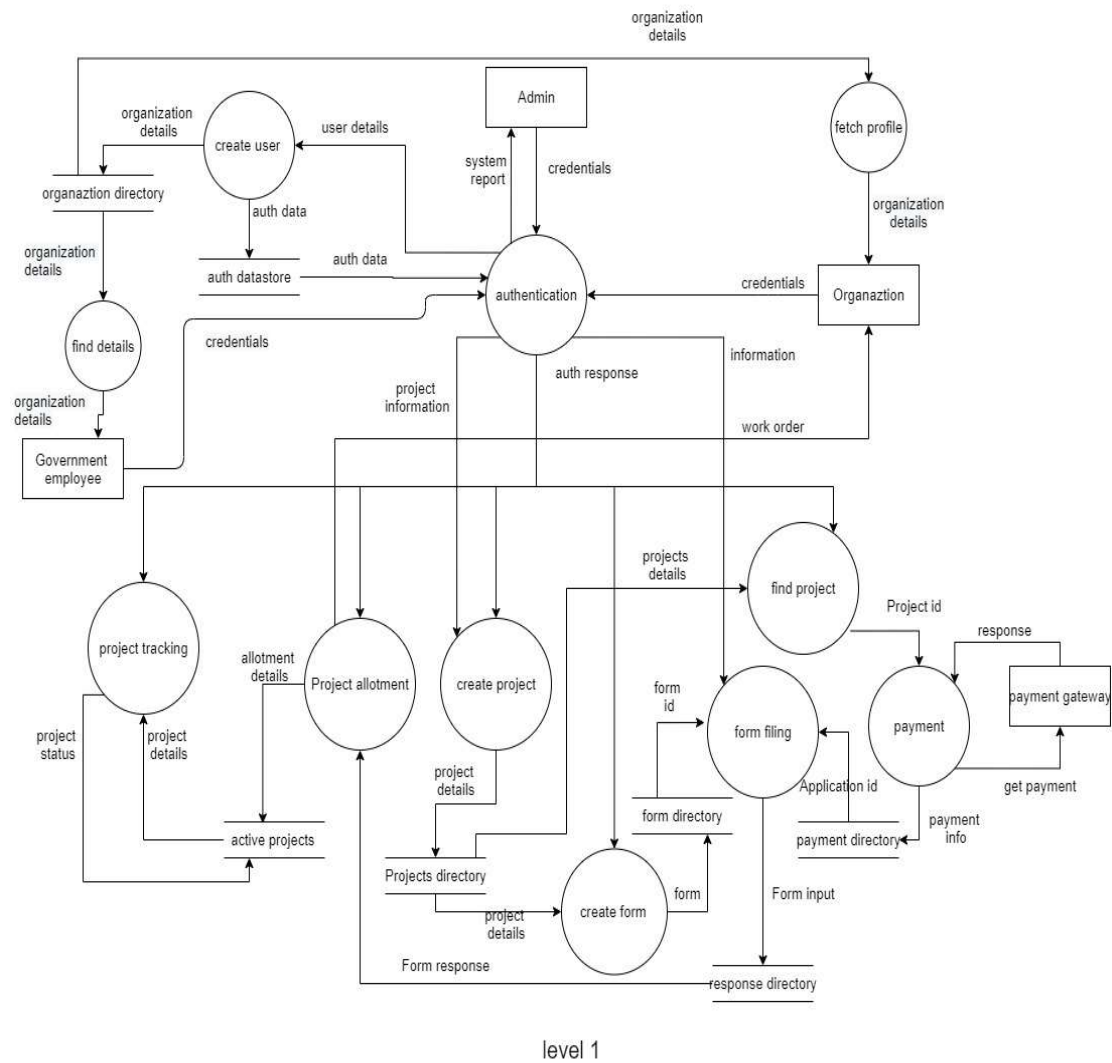 organization
details
Admin
fetch profile
organization
details
create user
user details
system
report
credentials
organaztion directory
organization
details
auth data
organization
details
auth datastore
auth data
authentication
credentials
Organaztion
find details
credentials
information
auth response
organization
details
project
information
work order
Government
employee
projects
details
find project
Project id
response
project tracking
allotment
details
Project allotment
create project
form
id
form filing
payment
payment gateway
project
status
project
details
project
details
Application id
get payment
active projects
form directory
payment directory
payment
info
Projects directory
project
details
create form
form
Form input
Form response
response directory
level 1